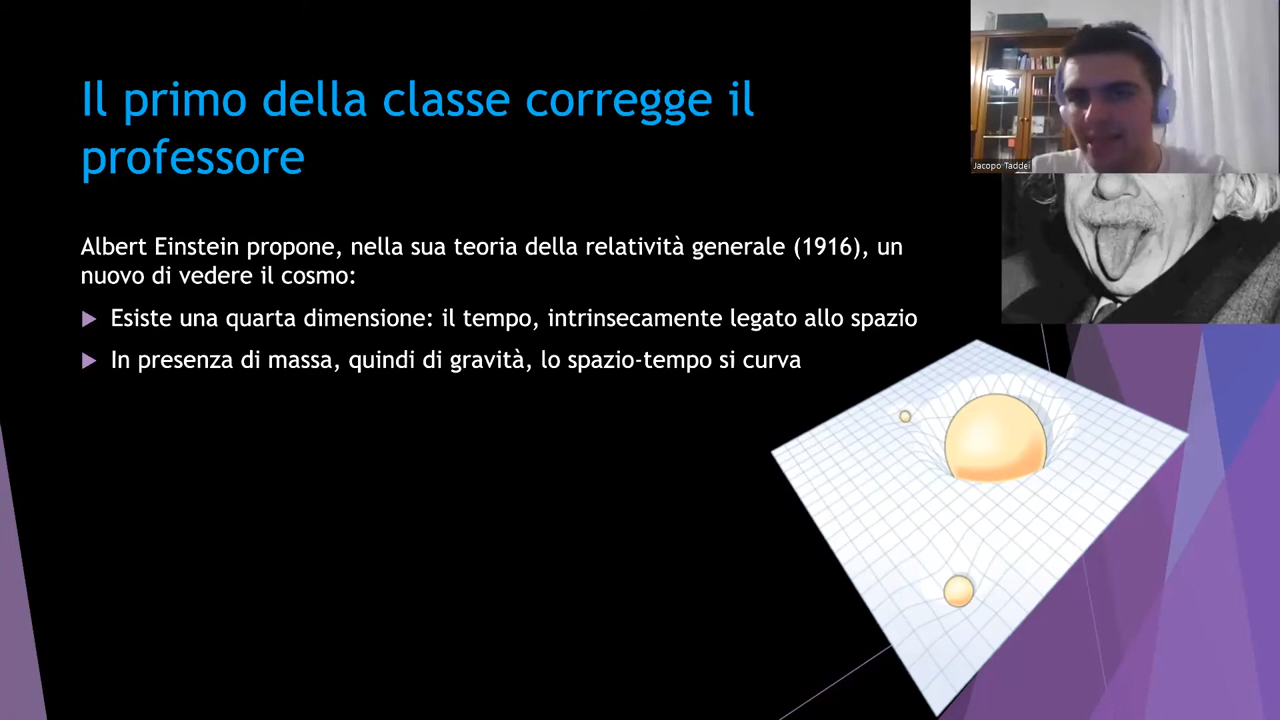 Il primo della classe corregge il
professore
Jacopo Taddei
Albert Einstein propone, nella sua teoria della relatività generale (1916), un
nuovo di vedere il cosmo:
Esiste una quarta dimensione: il tempo, intrinsecamente legato allo spazio
In presenza di massa, quindi di gravità, lo spazio-tempo si curva